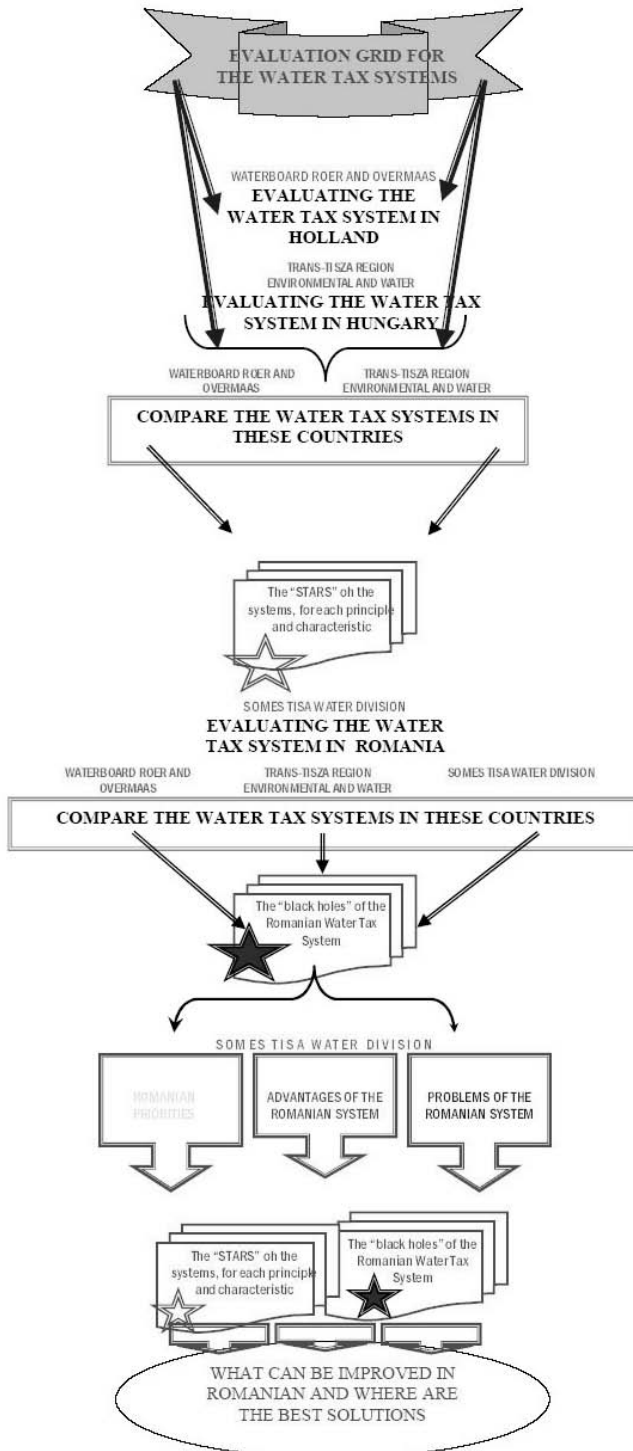 EVALUATION GRID FOR
THE WATER TAX SYSTEMS
WATERBOARD ROER AND OVERMAAS
EVALUATING THE
WATER TAX SYSTEM IN
HOLLAND
TRANS-TISZA REGION
ENVIRONMENTAL AND WATER
EVALUATING THE WATER TAX
SYSTEM IN HUNGARY
WATERBOARD ROER AND
OVERMAAS
TRANS-TISZA REGION
ENVIRONMENTAL AND WATER
COMPARE THE WATER TAX SYSTEMS IN
THESE COUNTRIES
The "STARS" oh the
systems, for each principle
and characteristic
SOMES TISA WATER DIVISION
EVALUATING THE WATER
TAX SYSTEM IN ROMANIA
WATERBOARD ROER AND
OVERMAAS
TRANS-TISZA REGION
ENVIRONMENTAL AND WATER
SOMES TISA WATER DIVISION
COMPARE THE WATER TAX SYSTEMS IN THESE COUNTRIES
The "black holes" of the
Romanian Water Tax
System
SOMES TISA WATER DIVISION
ROMANIAN
PRIORITIES
ADVANTAGES OF THE
ROMANIAN SYSTEM
PROBLEMS OF THE
ROMANIAN SYSTEM
The "STARS" oh the
systems, for each principle
and characteristic
The "black holes" of the
Romanian Water Tax
System
WHAT CAN BE IMPROVED IN
ROMANIAN AND WHERE ARE
THE BEST SOLUTIONS